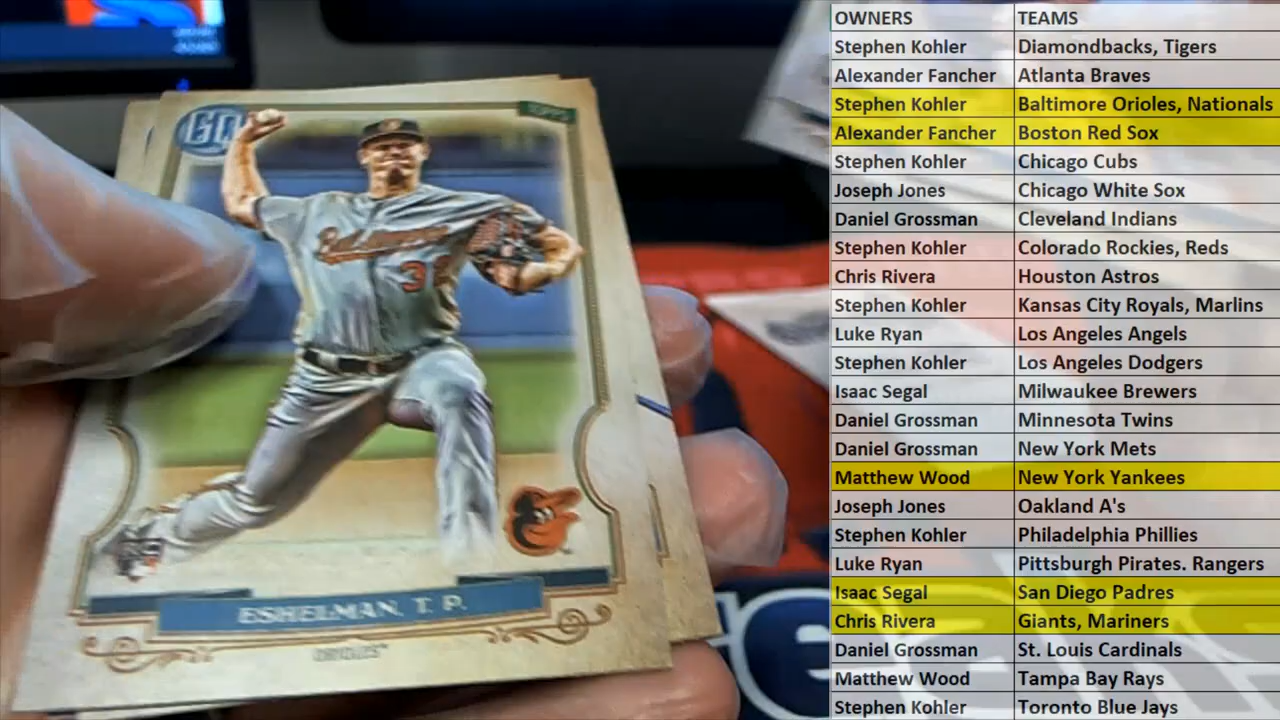 GQ
TOPPS
Baltimore
3
ESHELMAN, T. P.
ORIOLES
OWNERS TEAMS
Stephen Kohler Diamondbacks, Tigers
Alexander Fancher Atlanta Braves
Stephen Kohler Baltimore Orioles, Nationals
Alexander Fancher Boston Red Sox
Stephen Kohler Chicago Cubs
Joseph Jones Chicago White Sox
Daniel Grossman Cleveland Indians
Stephen Kohler Colorado Rockies, Reds
Chris Rivera Houston Astros
Stephen Kohler Kansas City Royals, Marlins
Luke Ryan Los Angeles Angels
Stephen Kohler Los Angeles Dodgers
Isaac Segal Milwaukee Brewers
Daniel Grossman Minnesota Twins
Daniel Grossman New York Mets
Matthew Wood New York Yankees
Joseph Jones Oakland A's
Stephen Kohler Philadelphia Phillies
Luke Ryan Pittsburgh Pirates. Rangers
Isaac Segal San Diego Padres
Chris Rivera Giants, Mariners
Daniel Grossman St. Louis Cardinals
Matthew Wood Tampa Bay Rays
Stephen Kohler Toronto Blue Jays